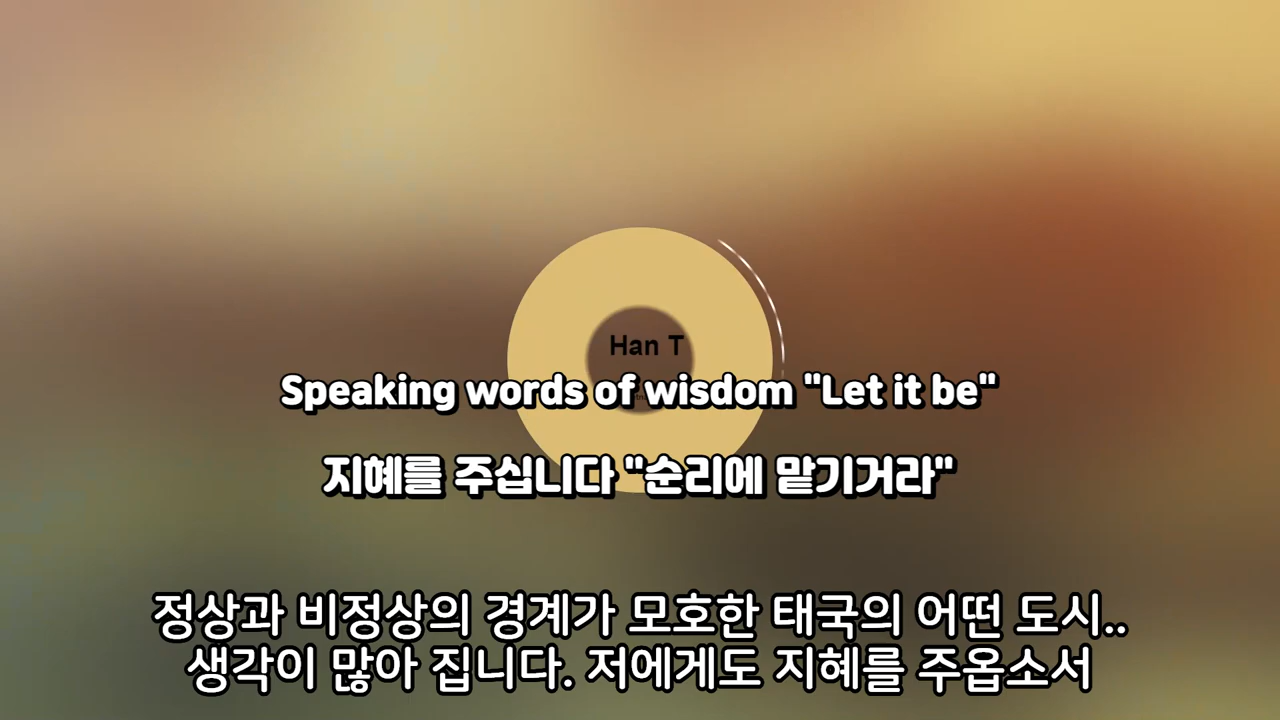 Han T
Speaking words of wisdom "Let it be"
지혜를 주십니다 "순리에 맡기거라"
정상과 비정상의 경계가 모호한 태국의 어떤 도시..
생각이 많아 집니다. 저에게도 지혜를 주옵소서